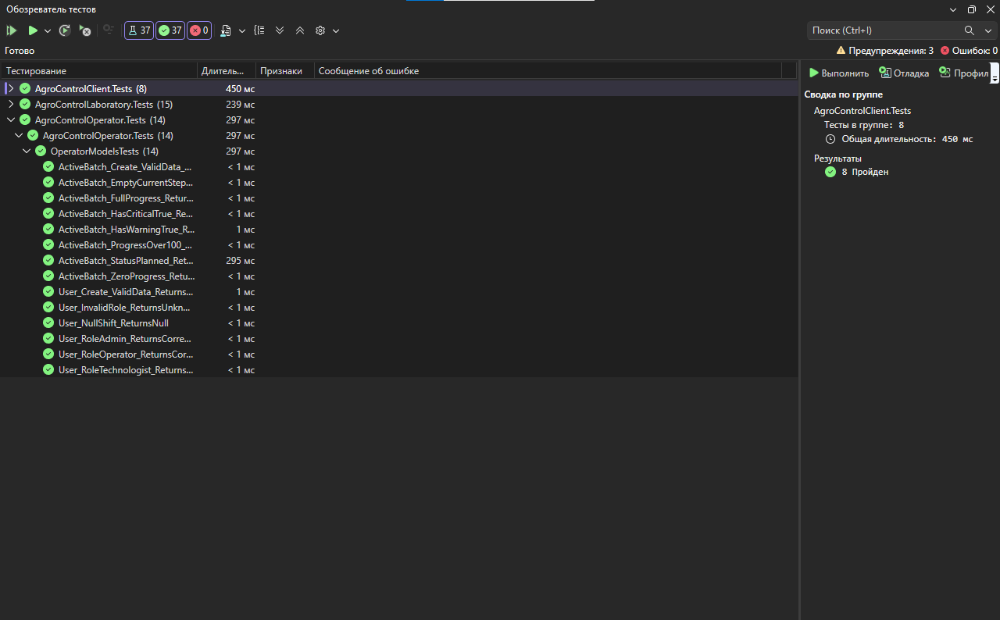 Обозреватель тестов
37 37 0
Поиск (Ctrl+I)
Готово
Предупреждения: 3 Ошибок: 0
Тестирование Длитель... Признаки Сообщение об ошибке
AgroControlClient.Tests (8) 450 мс
AgroControlLaboratory.Tests (15) 239 мс
AgroControlOperator.Tests (14) 297 мс
AgroControlOperator.Tests (14) 297 мс
OperatorModelsTests (14) 297 мс
ActiveBatch_Create_ValidData_... < 1 мс
ActiveBatch_EmptyCurrentStep... < 1 мс
ActiveBatch_FullProgress_Retur... < 1 мс
ActiveBatch_HasCriticalTrue_Re... < 1 мс
ActiveBatch_HasWarningTrue_R... 1 мс
ActiveBatch_ProgressOver100_... < 1 мс
ActiveBatch_StatusPlanned_Ret... 295 мс
ActiveBatch_ZeroProgress_Retu... < 1 мс
User_Create_ValidData_Returns... 1 мс
User_InvalidRole_ReturnsUnkn... < 1 мс
User_NullShift_ReturnsNull < 1 мс
User_RoleAdmin_ReturnsCorre... < 1 мс
User_RoleOperator_ReturnsCor... < 1 мс
User_RoleTechnologist_Returns... < 1 мс
Выполнить Отладка Профил
Сводка по группе
AgroControlClient.Tests
Тесты в группе: 8
Общая длительность: 450 мс
Результаты
8 Пройден